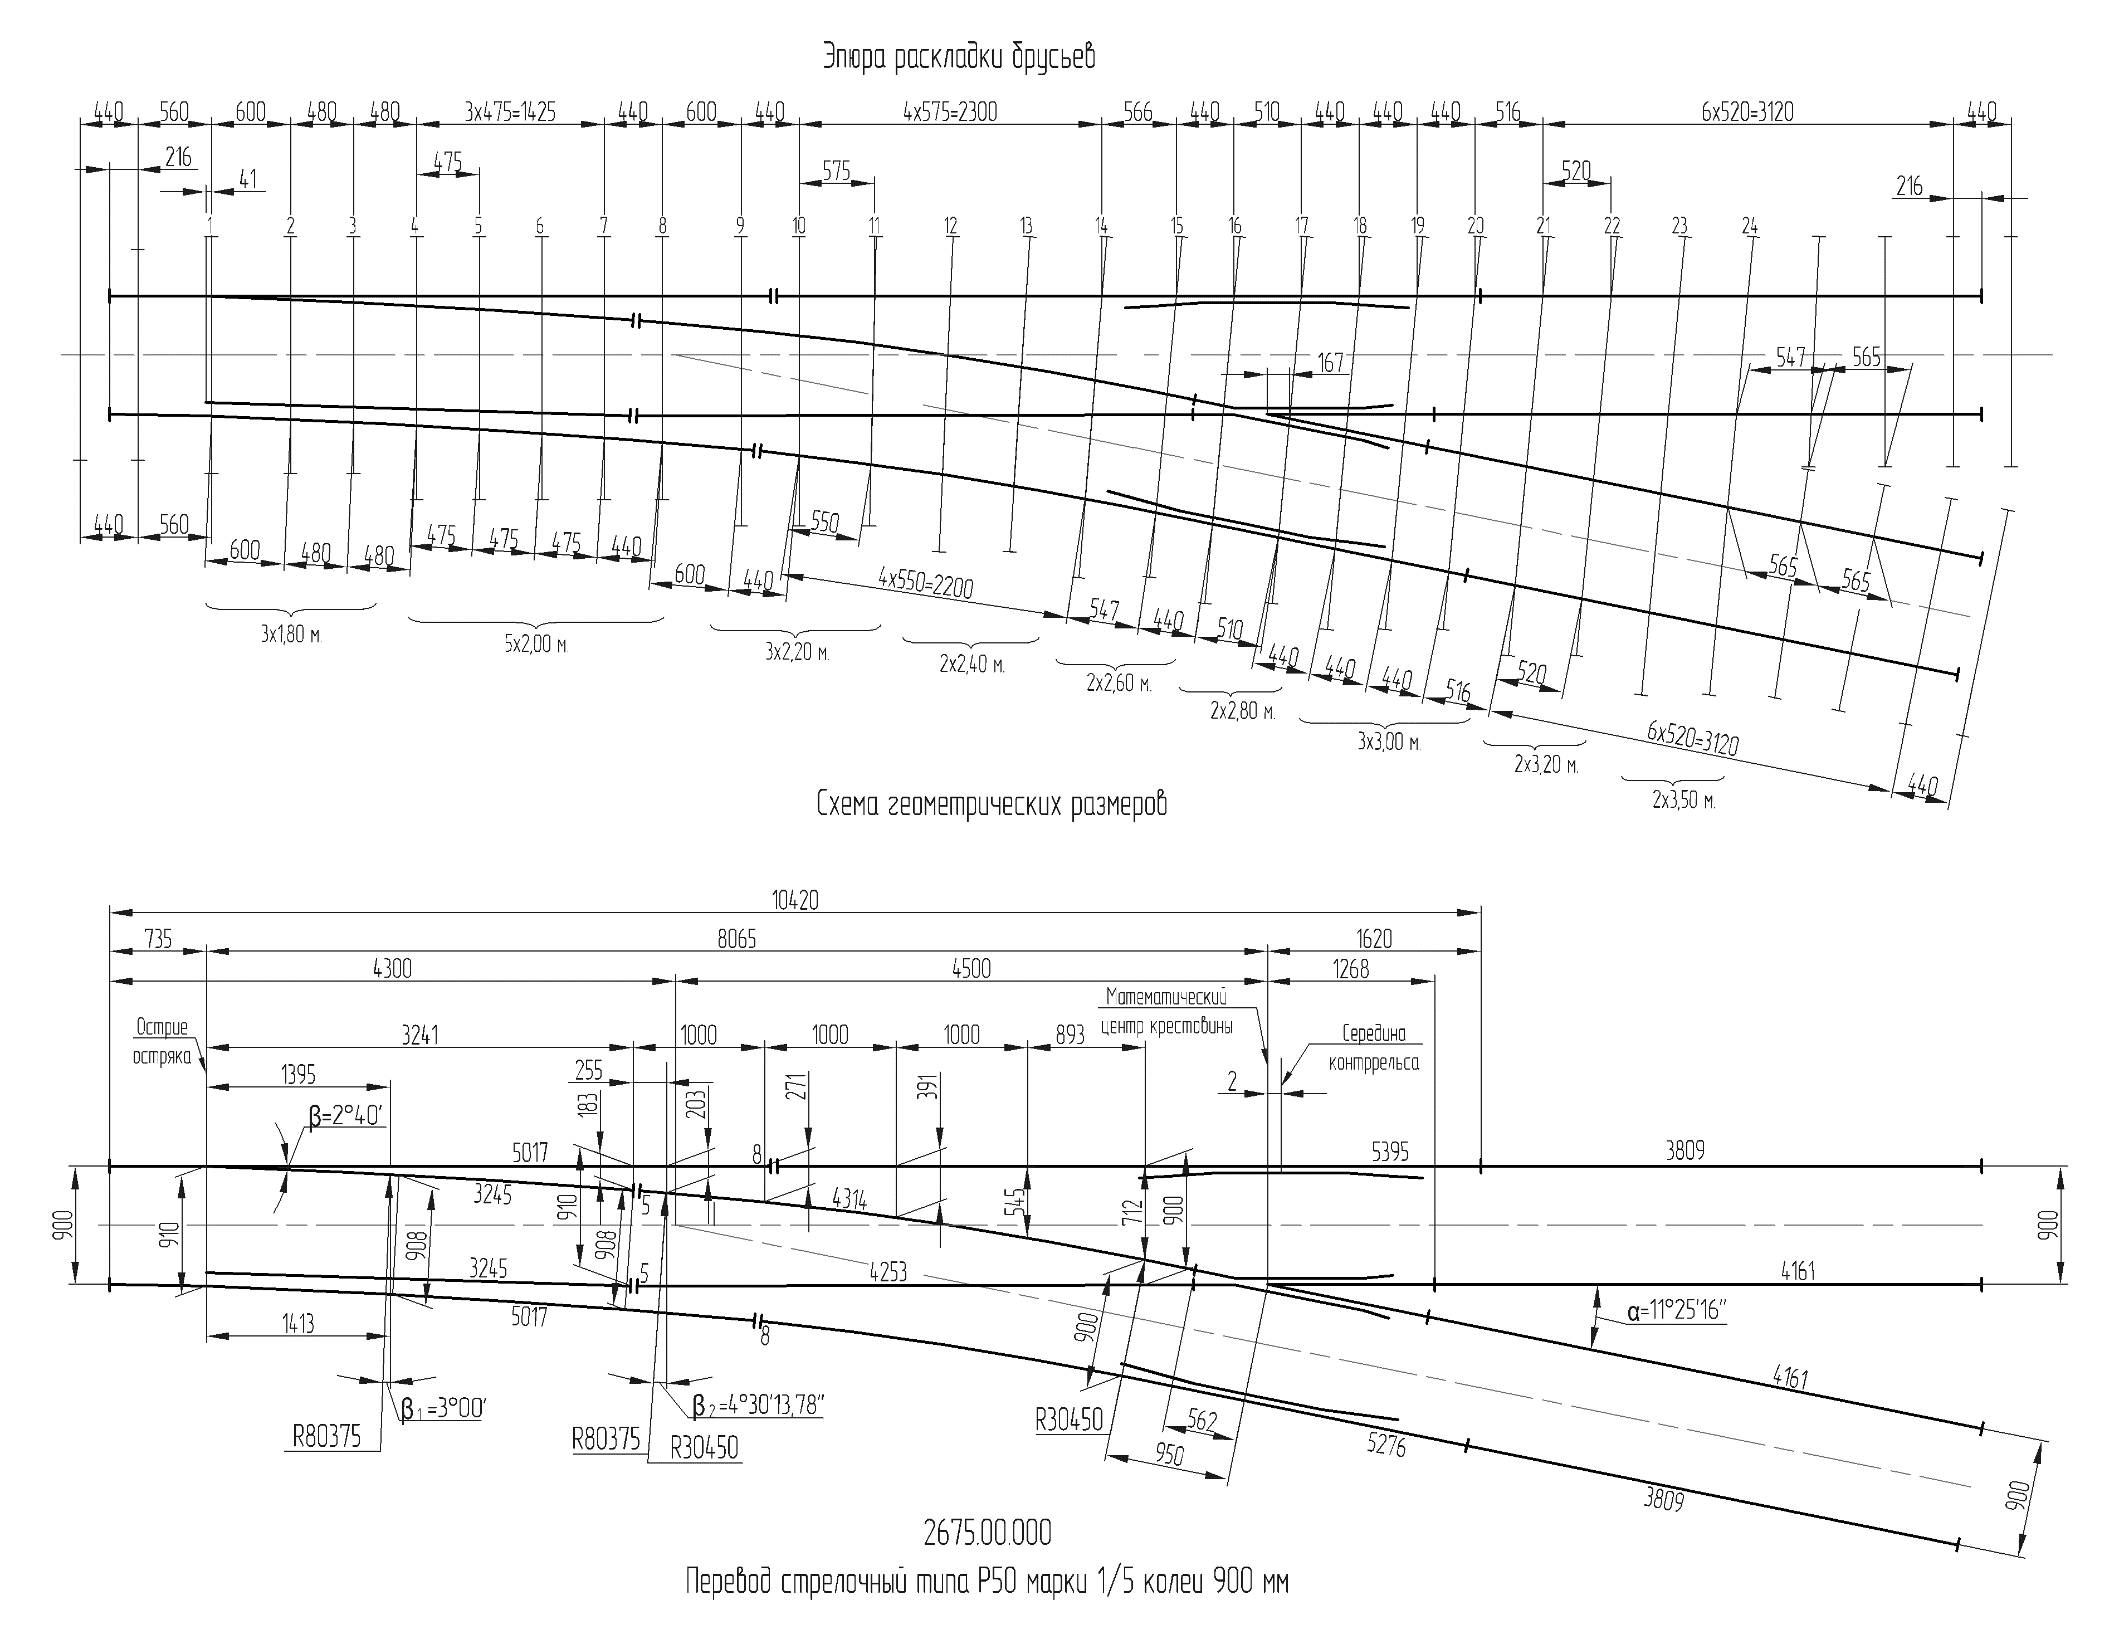 Эпюра раскладки брусьев
440 560 600 480 480 3х475=1425 440 600 440 4х575=2300 566 440 510 440 440 440 516 6х520=3120 440
216 475 575 520 216
41
1 2 3 4 5 6 7 8 9 10 11 12 13 14 15 16 17 18 19 20 21 22 23 24
167 547 565
440 560 600 480 480 475 475 475 440 600 440 550
4х550=2200 547 440 510 440 440 440 516 520 565 565
6х520=3120 440
3х1,80 м. 5х2,00 м. 3х2,20 м. 2х2,40 м. 2х2,60 м. 2х2,80 м. 3х3,00 м. 2х3,20 м. 2х3,50 м.
Схема геометрических размеров
10420
735 8065 1620
4300 4500 1268
Острие
остряка
Математический
центр крестовины
Середина
контррельса
3241 1000 1000 1000 893
1395 255 271 391 2
β=2°40' 183 203
5017 8 5395 3809
900 910 3245 908 910 908 5 4314 545 712 900 900
3245 5 4253 4161
5017 8
1413 900 α=11°25'16"
β₁=3°00' β₂=4°30'13,78" 4161
R80375 R80375 R30450 R30450 562 950 5276
3809 900
2675.00.000
Перевод стрелочный типа Р50 марки 1/5 колеи 900 мм